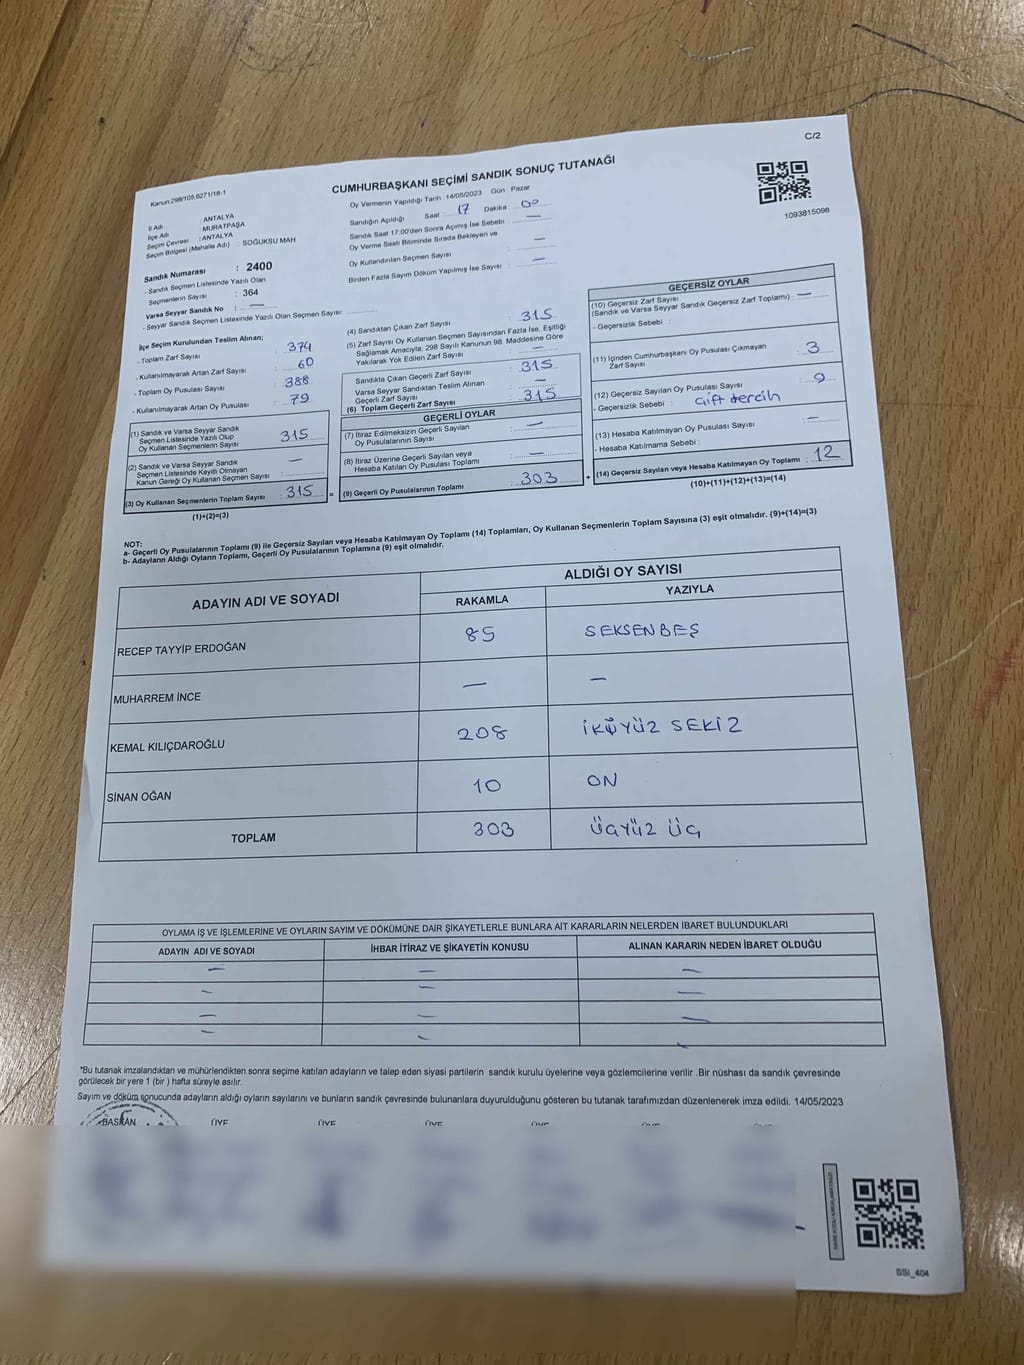 C/2
Kanun;298/105,6271/18-1
CUMHURBAŞKANI SEÇİMİ SANDIK SONUÇ TUTANAĞI
1093815096
İl Adı : ANTALYA
İlçe Adı : MURATPAŞA
Seçim Çevresi : ANTALYA
Seçim Bölgesi (Mahalle Adı) : SOĞUKSU MAH
Oy Vermenin Yapıldığı Tarih : 14/05/2023 Gün : Pazar
Sandığın Açıldığı Saat 17 Dakika 00
Sandık Saat 17:00'den Sonra Açımış İse Sebebi : —
Oy Verme Saati Bitiminde Sırada Bekleyen ve
Oy Kullandırılan Seçmen Sayısı : —
Birden Fazla Sayım Döküm Yapılmış İse Sayısı : —
Sandık Numarası : 2400
- Sandık Seçmen Listesinde Yazılı Olan
Seçmenlerin Sayısı : 364
Varsa Seyyar Sandık No : —
- Seyyar Sandık Seçmen Listesinde Yazılı Olan Seçmen Sayısı:
İlçe Seçim Kurulundan Teslim Alınan;
- Toplam Zarf Sayısı : 374
- Kullanılmayarak Artan Zarf Sayısı : 60
- Toplam Oy Pusulası Sayısı : 388
- Kullanılmayarak Artan Oy Pusulası : 79
(1) Sandık ve Varsa Seyyar Sandık
Seçmen Listesinde Yazılı Olup
Oy Kullanan Seçmenlerin Sayısı : 315
(2) Sandık ve Varsa Seyyar Sandık
Seçmen Listesinde Kayıtlı Olmayan
Kanun Gereği Oy Kullanan Seçmen Sayısı : —
(3) Oy Kullanan Seçmenlerin Toplam Sayısı : 315 =
(1)+(2)=(3)
(4) Sandıktan Çıkan Zarf Sayısı : 315
(5) Zarf Sayısı Oy Kullanan Seçmen Sayısından Fazla İse, Eşitliği
Sağlamak Amacıyla; 298 Sayılı Kanunun 98. Maddesine Göre
Yakılarak Yok Edilen Zarf Sayısı : —
Sandıkta Çıkan Geçerli Zarf Sayısı : 315
Varsa Seyyar Sandıktan Teslim Alınan
Geçerli Zarf Sayısı : —
(6) Toplam Geçerli Zarf Sayısı : 315
GEÇERLİ OYLAR
(7) İtiraz Edilmeksizin Geçerli Sayılan
Oy Pusulalarının Sayısı : —
(8) İtiraz Üzerine Geçerli Sayılan veya
Hesaba Katılan Oy Pusulası Toplamı : —
(9) Geçerli Oy Pusulalarının Toplamı : 303 +
GEÇERSİZ OYLAR
(10) Geçersiz Zarf Sayısı
(Sandık ve Varsa Seyyar Sandık Geçersiz Zarf Toplamı) : —
- Geçersizlik Sebebi :
(11) İçinden Cumhurbaşkanı Oy Pusulası Çıkmayan
Zarf Sayısı : 3
(12) Geçersiz Sayılan Oy Pusulası Sayısı : 9
- Geçersizlik Sebebi : Çift tercih
(13) Hesaba Katılmayan Oy Pusulası Sayısı : —
- Hesaba Katılmama Sebebi :
(14) Geçersiz Sayılan veya Hesaba Katılmayan Oy Toplamı : 12
(10)+(11)+(12)+(13)=(14)
NOT:
a- Geçerli Oy Pusulalarının Toplamı (9) ile Geçersiz Sayılan veya Hesaba Katılmayan Oy Toplamı (14) Toplamları, Oy Kullanan Seçmenlerin Toplam Sayısına (3) eşit olmalıdır. (9)+(14)=(3)
b- Adayların Aldığı Oyların Toplamı, Geçerli Oy Pusulalarının Toplamına (9) eşit olmalıdır.
ADAYIN ADI VE SOYADI ALDIĞI OY SAYISI
RAKAMLA YAZIYLA
RECEP TAYYİP ERDOĞAN 85 SEKSENBEŞ
MUHARREM İNCE — —
KEMAL KILIÇDAROĞLU 208 İKİYÜZ SEKİZ
SİNAN OĞAN 10 ON
TOPLAM 303 ÜÇYÜZ ÜÇ
OYLAMA İŞ VE İŞLEMLERİNE VE OYLARIN SAYIM VE DÖKÜMÜNE DAİR ŞİKAYETLERLE BUNLARA AİT KARARLARIN NELERDEN İBARET BULUNDUKLARI
ADAYIN ADI VE SOYADI İHBAR İTİRAZ VE ŞİKAYETİN KONUSU ALINAN KARARIN NEDEN İBARET OLDUĞU
— — —
— — —
— — —
— — —
*Bu tutanak imzalandıktan ve mühürlendikten sonra seçime katılan adayların ve talep eden siyasi partilerin sandık kurulu üyelerine veya gözlemcilerine verilir .Bir nüshası da sandık çevresinde
görülecek bir yere 1 (bir ) hafta süreyle asılır.
Sayım ve döküm sonucunda adayların aldığı oyların sayılarını ve bunların sandık çevresinde bulunanlara duyurulduğunu gösteren bu tutanak tarafımızdan düzenlenerek imza edildi. 14/05/2023
BAŞKAN ÜYE ÜYE ÜYE ÜYE
SSI_404